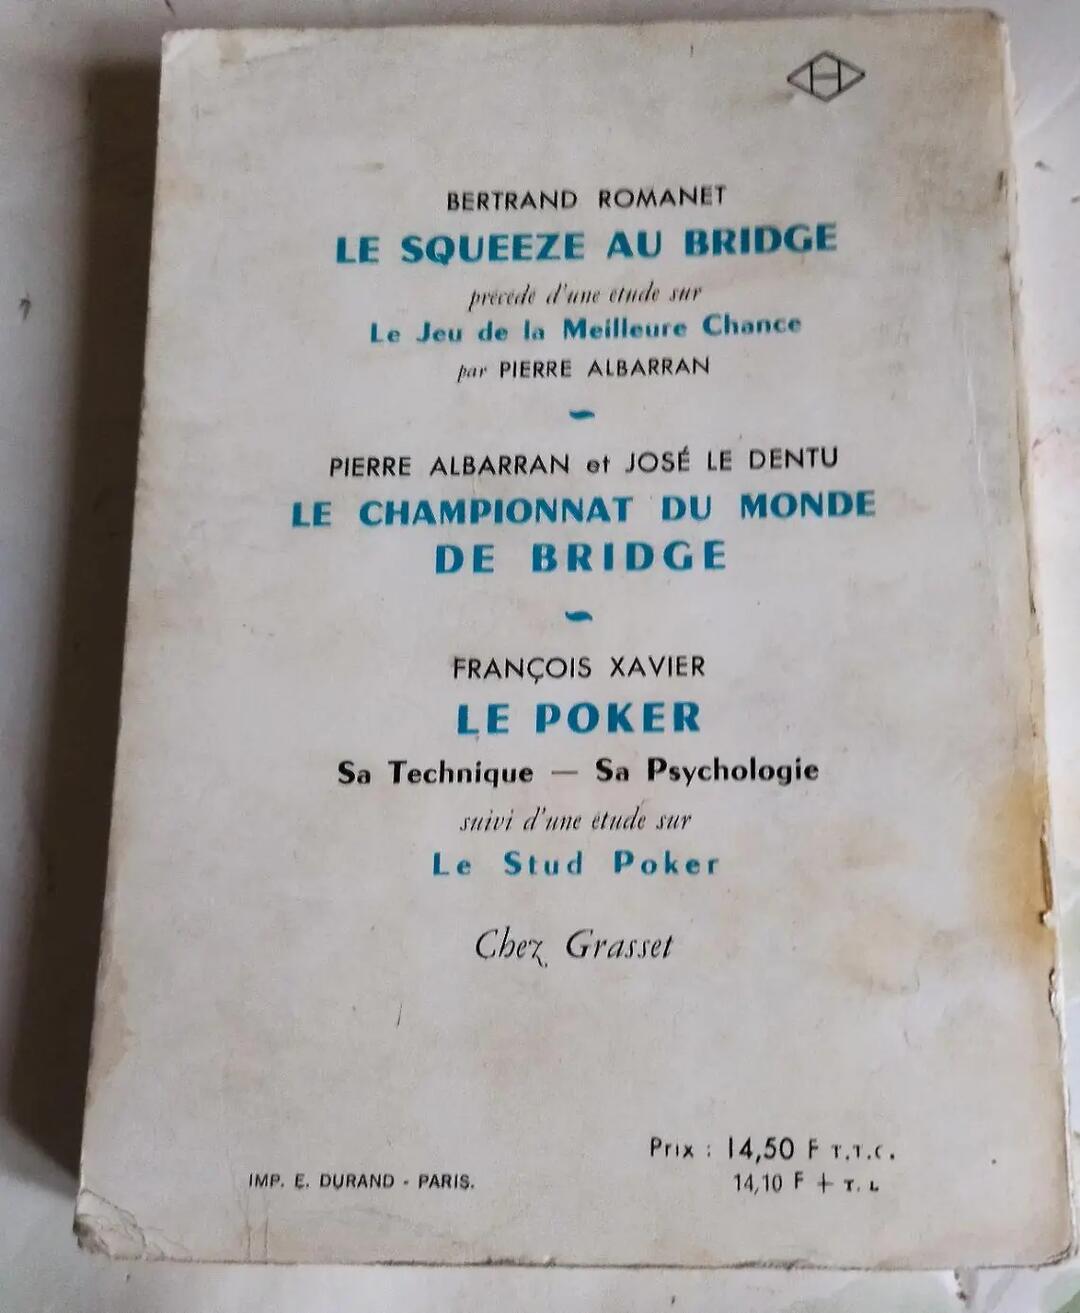 BERTRAND ROMANET
LE SQUEEZE AU BRIDGE
précédé d'une étude sur
Le Jeu de la Meilleure Chance
par PIERRE ALBARRAN
PIERRE ALBARRAN et JOSÉ LE DENTU
LE CHAMPIONNAT DU MONDE
DE BRIDGE
FRANÇOIS XAVIER
LE POKER
Sa Technique — Sa Psychologie
suivi d'une étude sur
Le Stud Poker
Chez Grasset
Prix : 14,50 F T.T.C.
IMP. E. DURAND - PARIS.
14,10 F + T. L